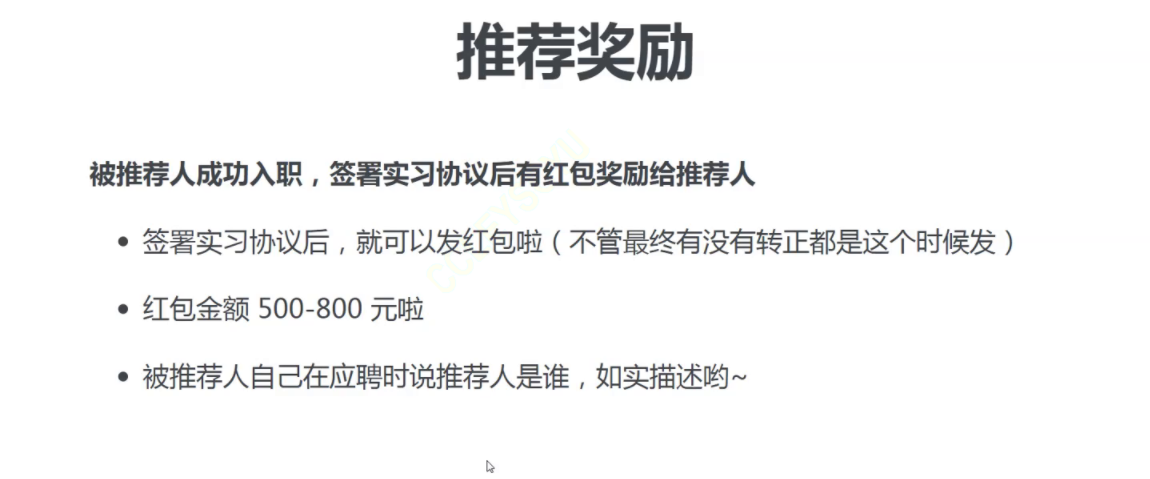 推荐奖励
被推荐人成功入职，签署实习协议后有红包奖励给推荐人
签署实习协议后，就可以发红包啦（不管最终有没有转正都是这个时候发）
红包金额 500-800 元啦
被推荐人自己在应聘时说推荐人是谁，如实描述哟~